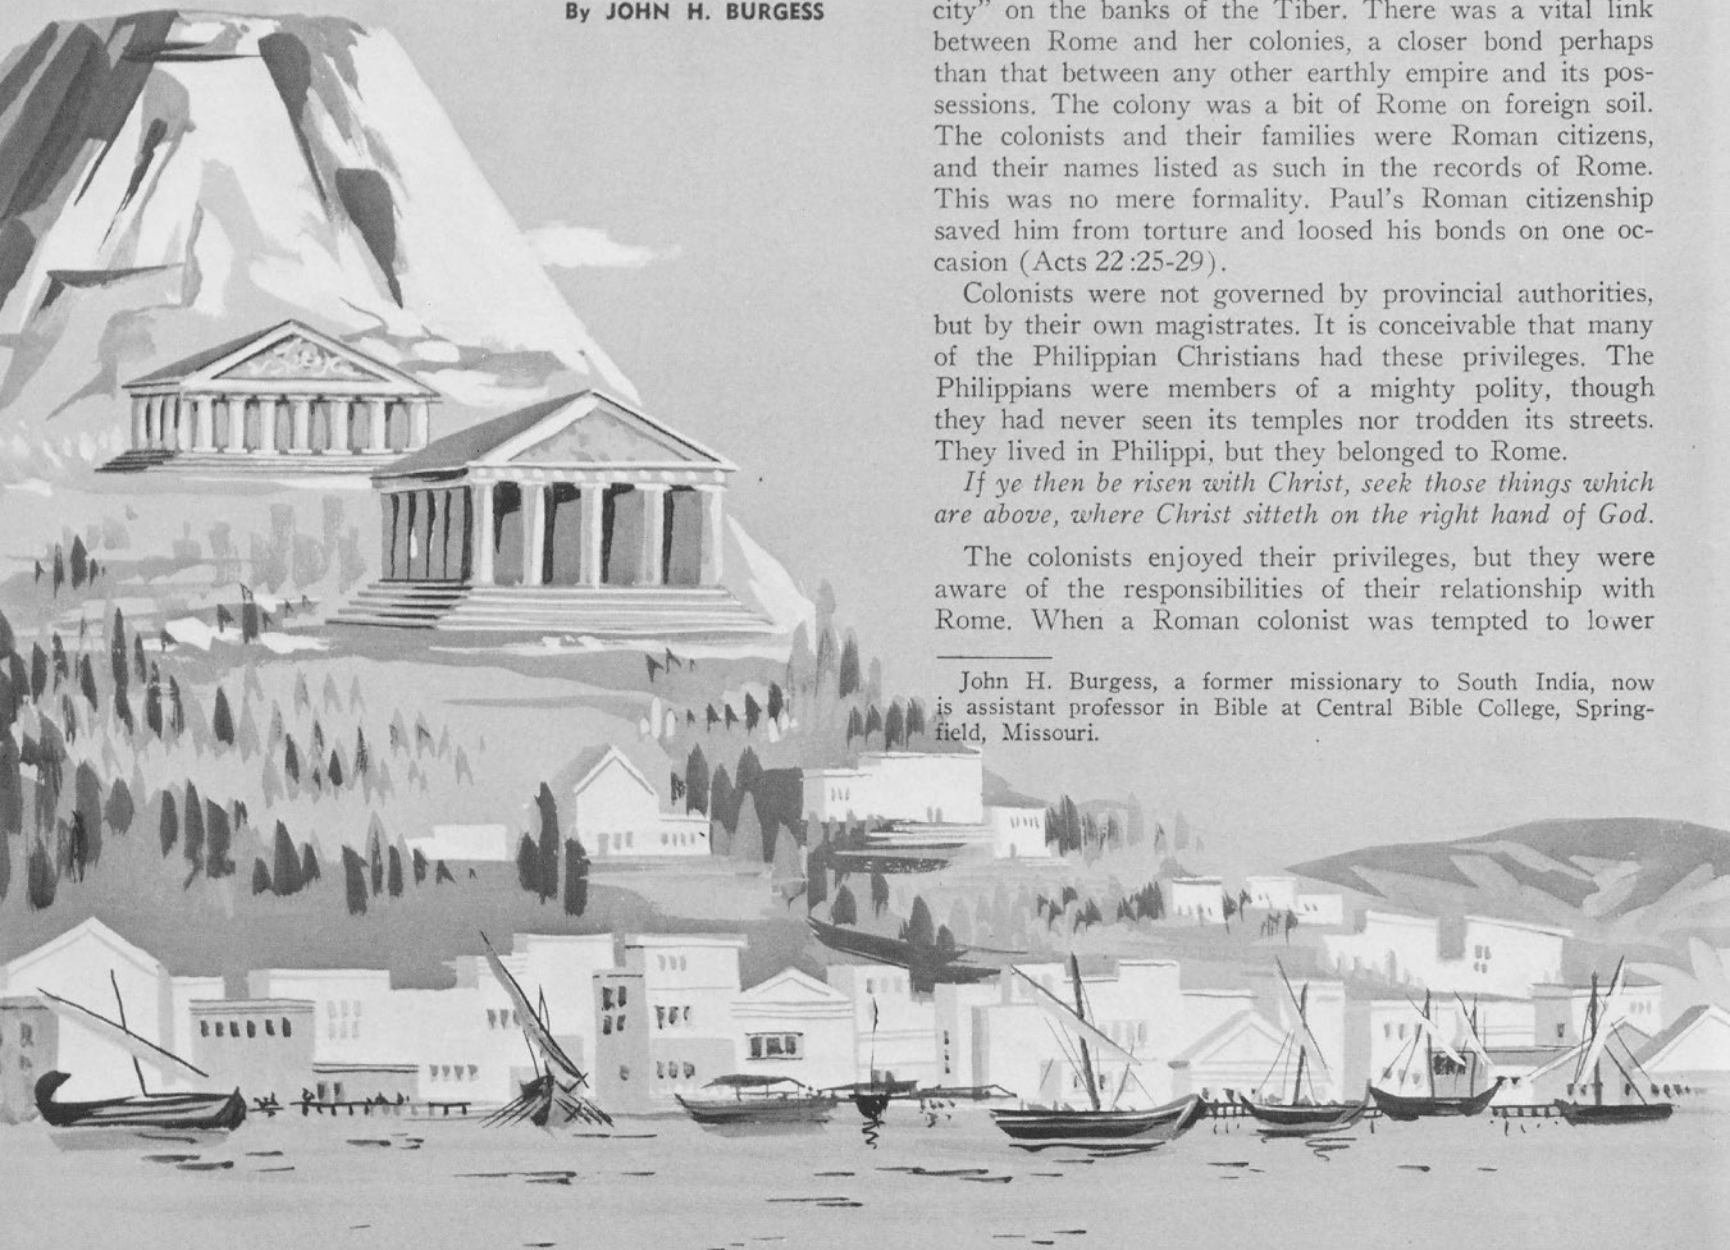 By JOHN H. BURGESS
city” on the banks of the Tiber. There was a vital link
between Rome and her colonies, a closer bond perhaps
than that between any other earthly empire and its pos-
sessions. The colony was a bit of Rome on foreign soil.
The colonists and their families were Roman citizens,
and their names listed as such in the records of Rome.
This was no mere formality. Paul’s Roman citizenship
saved him from torture and loosed his bonds on one oc-
casion (Acts 22:25-29).
Colonists were not governed by provincial authorities,
but by their own magistrates. It is conceivable that many
of the Philippian Christians had these privileges. The
Philippians were members of a mighty polity, though
they had never seen its temples nor trodden its streets.
They lived in Philippi, but they belonged to Rome.
If ye then be risen with Christ, seek those things which
are above, where Christ sitteth on the right hand of God.
The colonists enjoyed their privileges, but they were
aware of the responsibilities of their relationship with
Rome. When a Roman colonist was tempted to lower
John H. Burgess, a former missionary to South India, now
is assistant professor in Bible at Central Bible College, Spring-
field, Missouri.